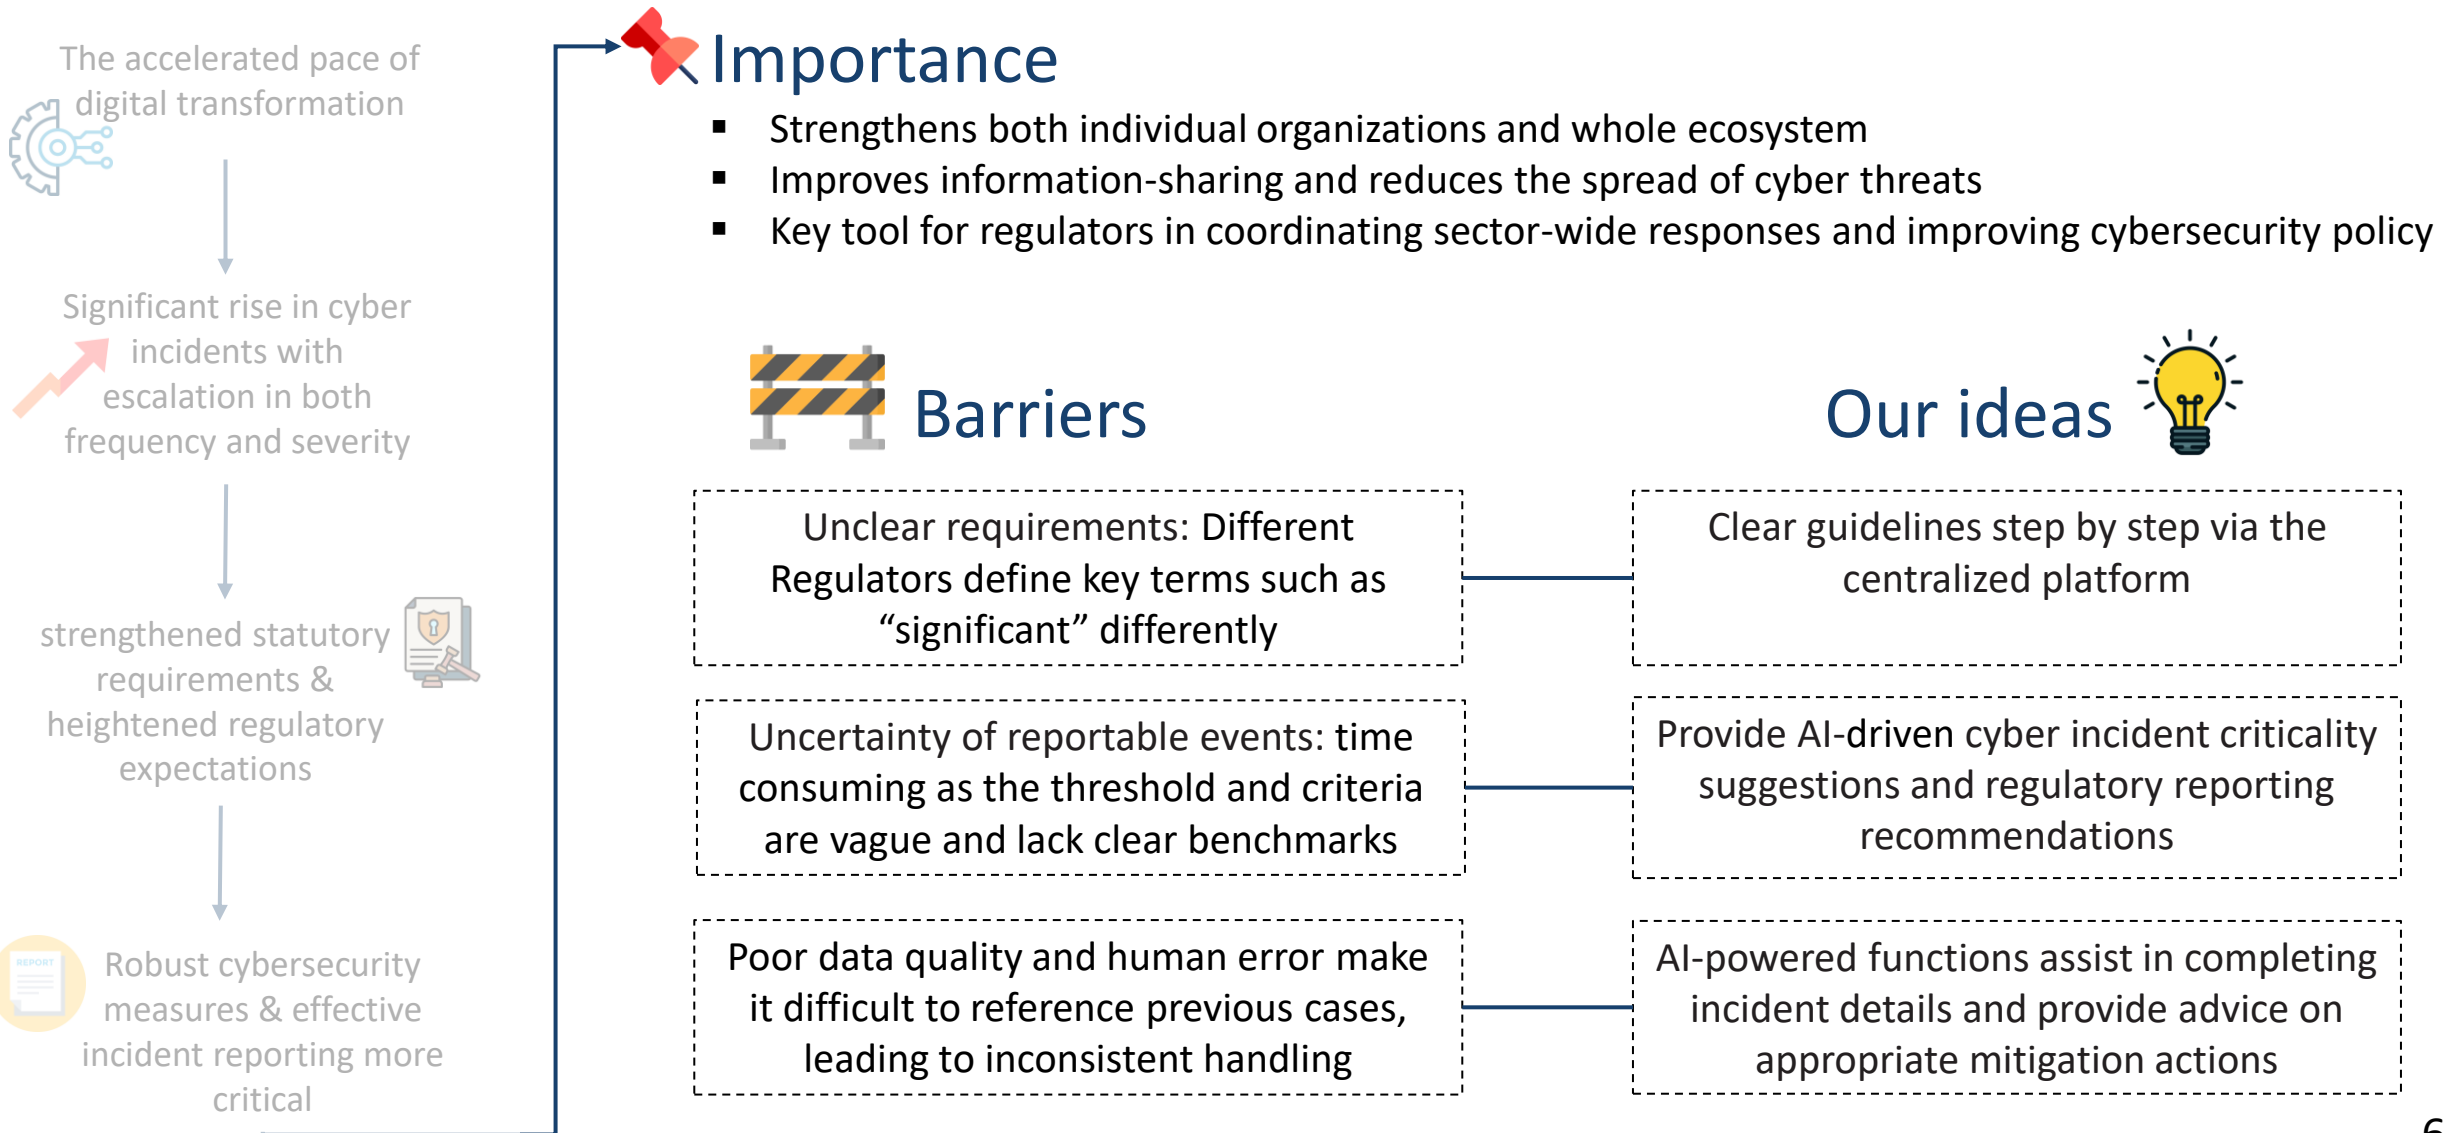 The accelerated pace of
digital transformation
Significant rise in cyber
incidents with
escalation in both
frequency and severity
strengthened statutory
requirements &
heightened regulatory
expectations
REPORT
Robust cybersecurity
measures & effective
incident reporting more
critical
Importance
▪ Strengthens both individual organizations and whole ecosystem
▪ Improves information-sharing and reduces the spread of cyber threats
▪ Key tool for regulators in coordinating sector-wide responses and improving cybersecurity policy
Barriers
Our ideas
Unclear requirements: Different
Regulators define key terms such as
“significant” differently
Clear guidelines step by step via the
centralized platform
Uncertainty of reportable events: time
consuming as the threshold and criteria
are vague and lack clear benchmarks
Provide AI-driven cyber incident criticality
suggestions and regulatory reporting
recommendations
Poor data quality and human error make
it difficult to reference previous cases,
leading to inconsistent handling
AI-powered functions assist in completing
incident details and provide advice on
appropriate mitigation actions
6